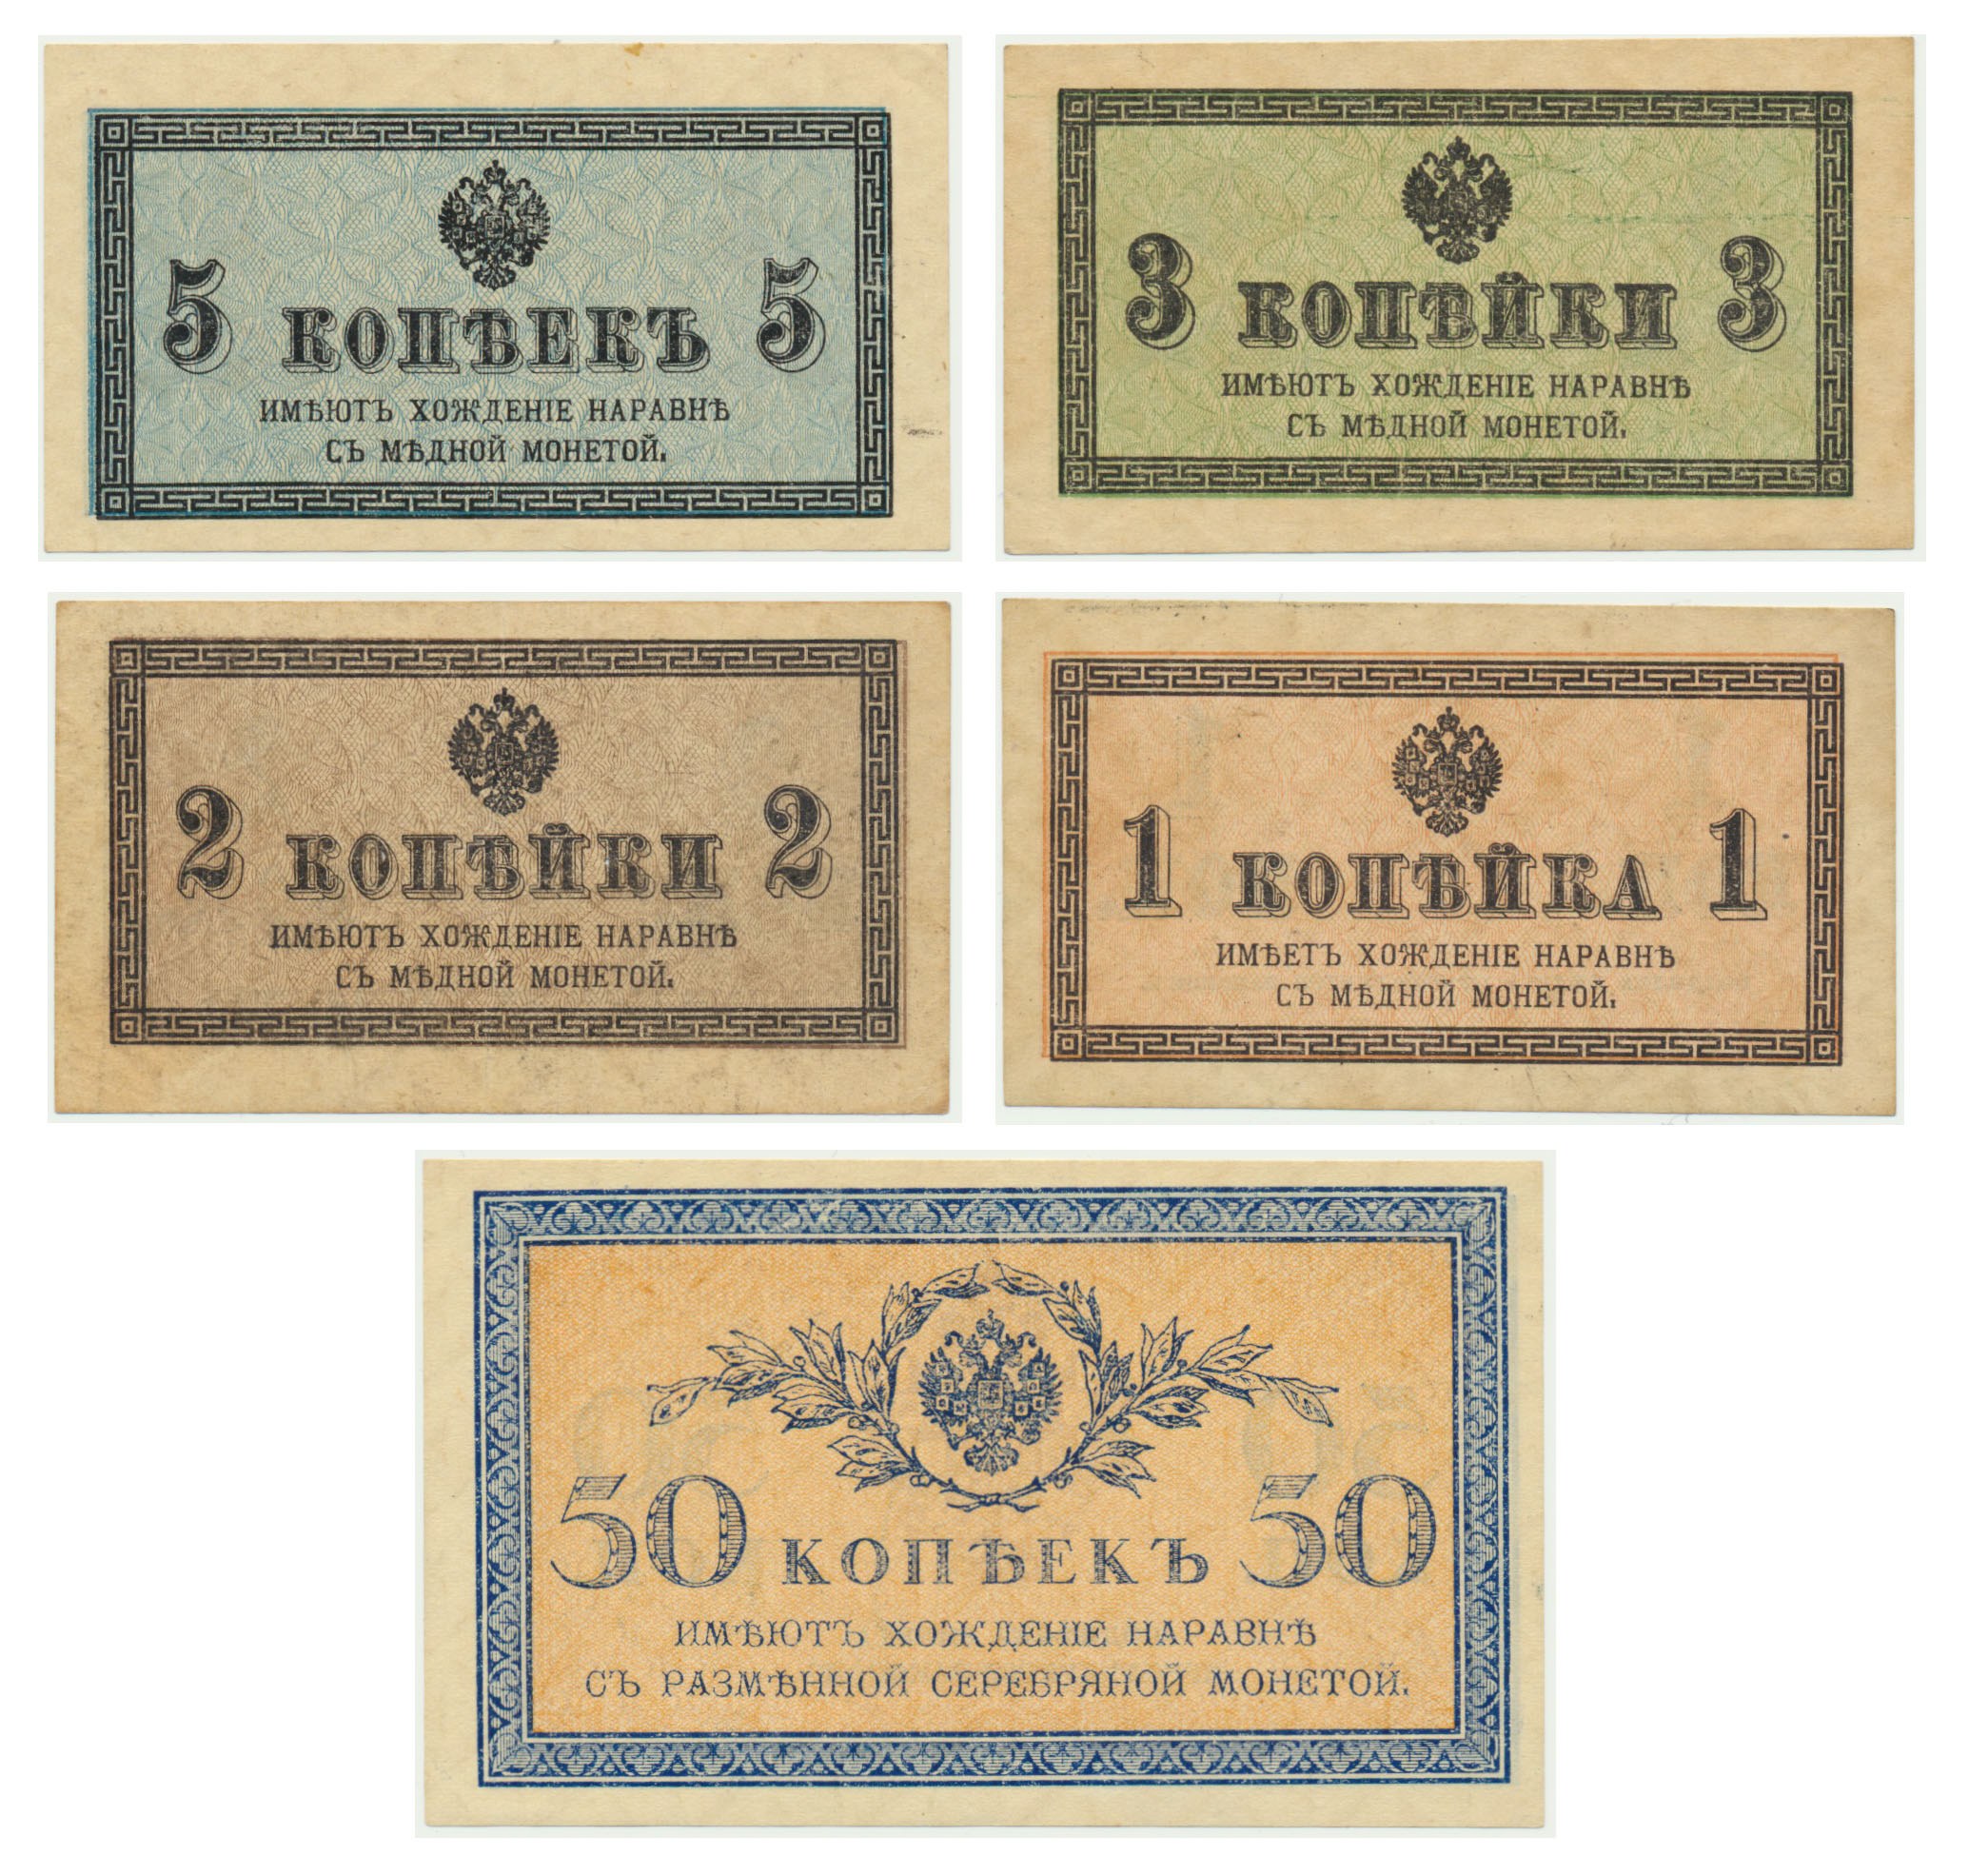 5 КОПѢЕКЪ 5
ИМѢЮТЪ ХОЖДЕНІЕ НАРАВНѢ
СЪ МѢДНОЙ МОНЕТОЙ.
3 КОПѢЙКИ 3
ИМѢЮТЪ ХОЖДЕНІЕ НАРАВНѢ
СЪ МѢДНОЙ МОНЕТОЙ.
2 КОПѢЙКИ 2
ИМѢЮТЪ ХОЖДЕНІЕ НАРАВНѢ
СЪ МѢДНОЙ МОНЕТОЙ.
1 КОПѢЙКА 1
ИМѢЕТЪ ХОЖДЕНІЕ НАРАВНѢ
СЪ МѢДНОЙ МОНЕТОЙ.
50 КОПѢЕКЪ 50
ИМѢЮТЪ ХОЖДЕНІЕ НАРАВНѢ
СЪ РАЗМѢННОЙ СЕРЕБРЯНОЙ МОНЕТОЙ.